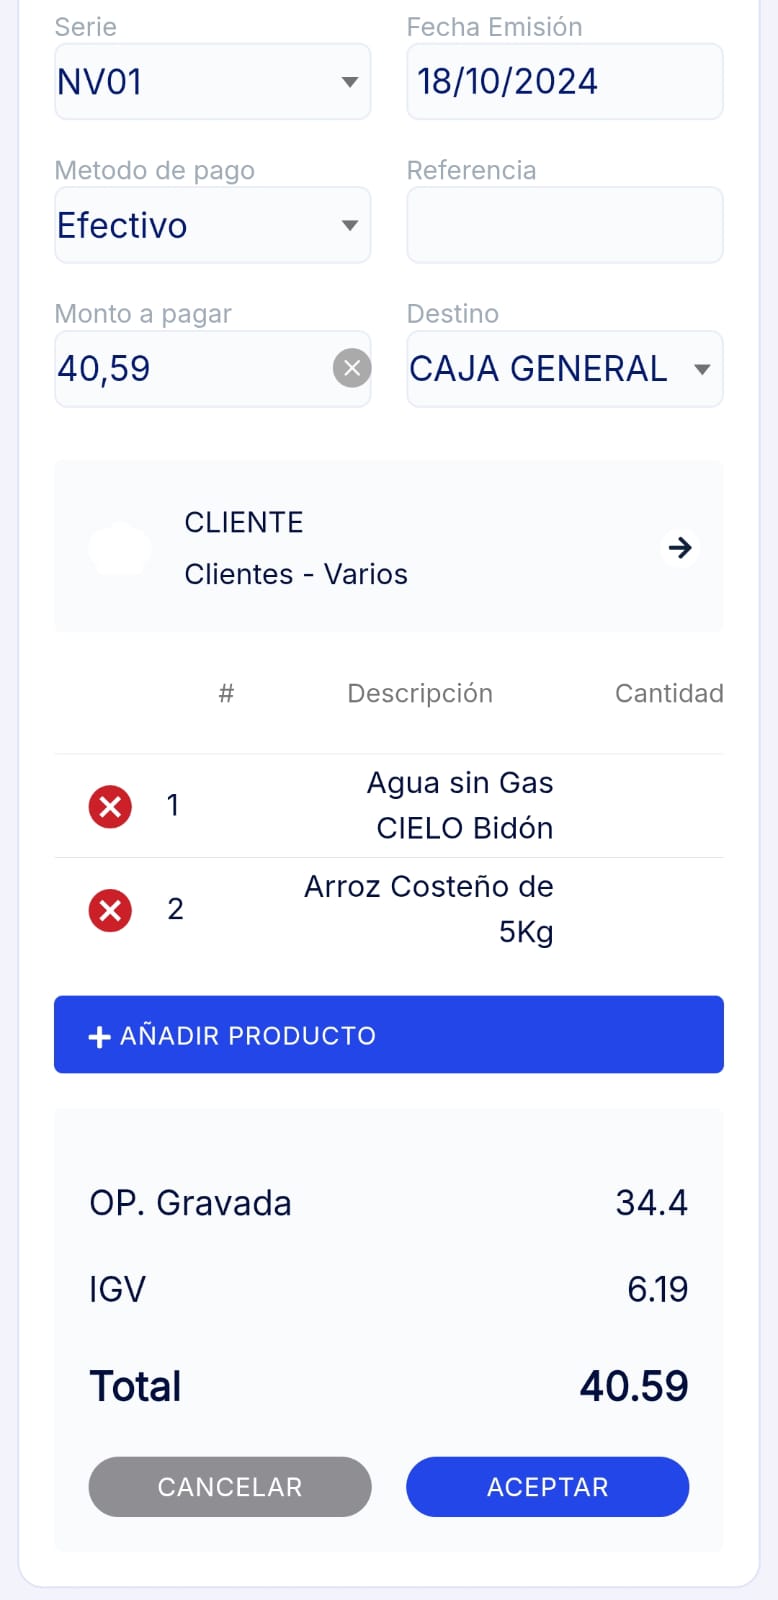 Serie
Fecha Emisión
NV01
18/10/2024
Metodo de pago
Referencia
Efectivo
Monto a pagar
Destino
40,59
CAJA GENERAL
CLIENTE
Clientes - Varios
# Descripción Cantidad
1 Agua sin Gas
CIELO Bidón
2 Arroz Costeño de
5Kg
+ AÑADIR PRODUCTO
OP. Gravada 34.4
IGV 6.19
Total 40.59
CANCELAR
ACEPTAR